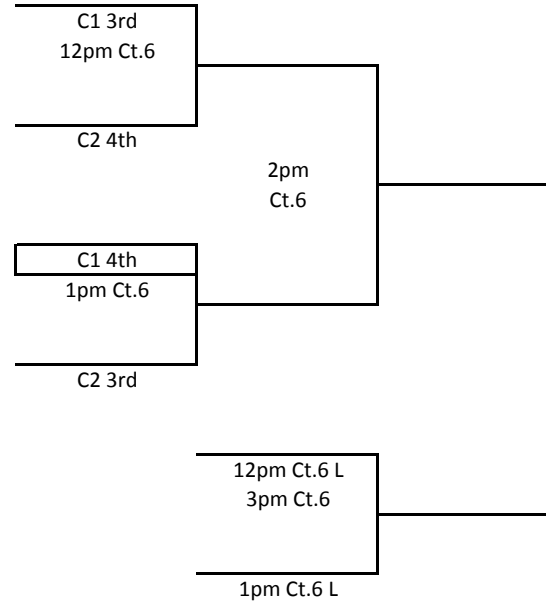 C1 3rd
12pm Ct.6
C2 4th
2pm
Ct.6
C1 4th
1pm Ct.6
C2 3rd
12pm Ct.6 L
3pm Ct.6
1pm Ct.6 L